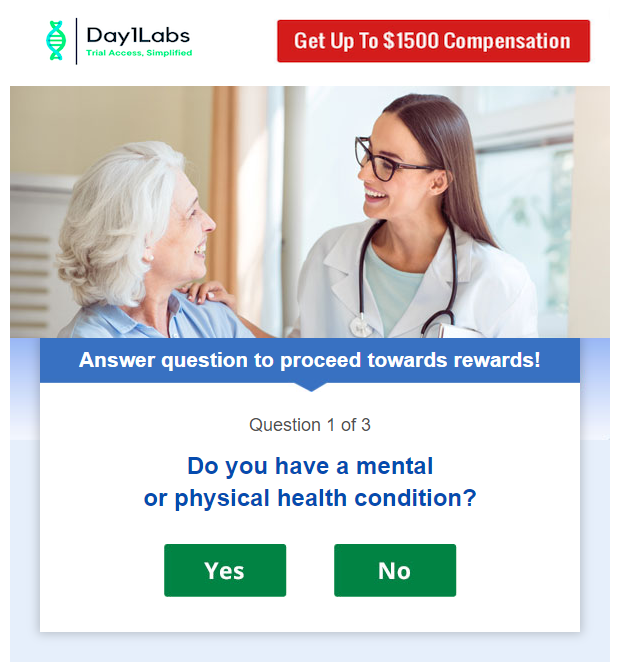 Day1Labs
Trial Access, Simplified
Get Up To $1500 Compensation
Answer question to proceed towards rewards!
Question 1 of 3
Do you have a mental
or physical health condition?
Yes
No